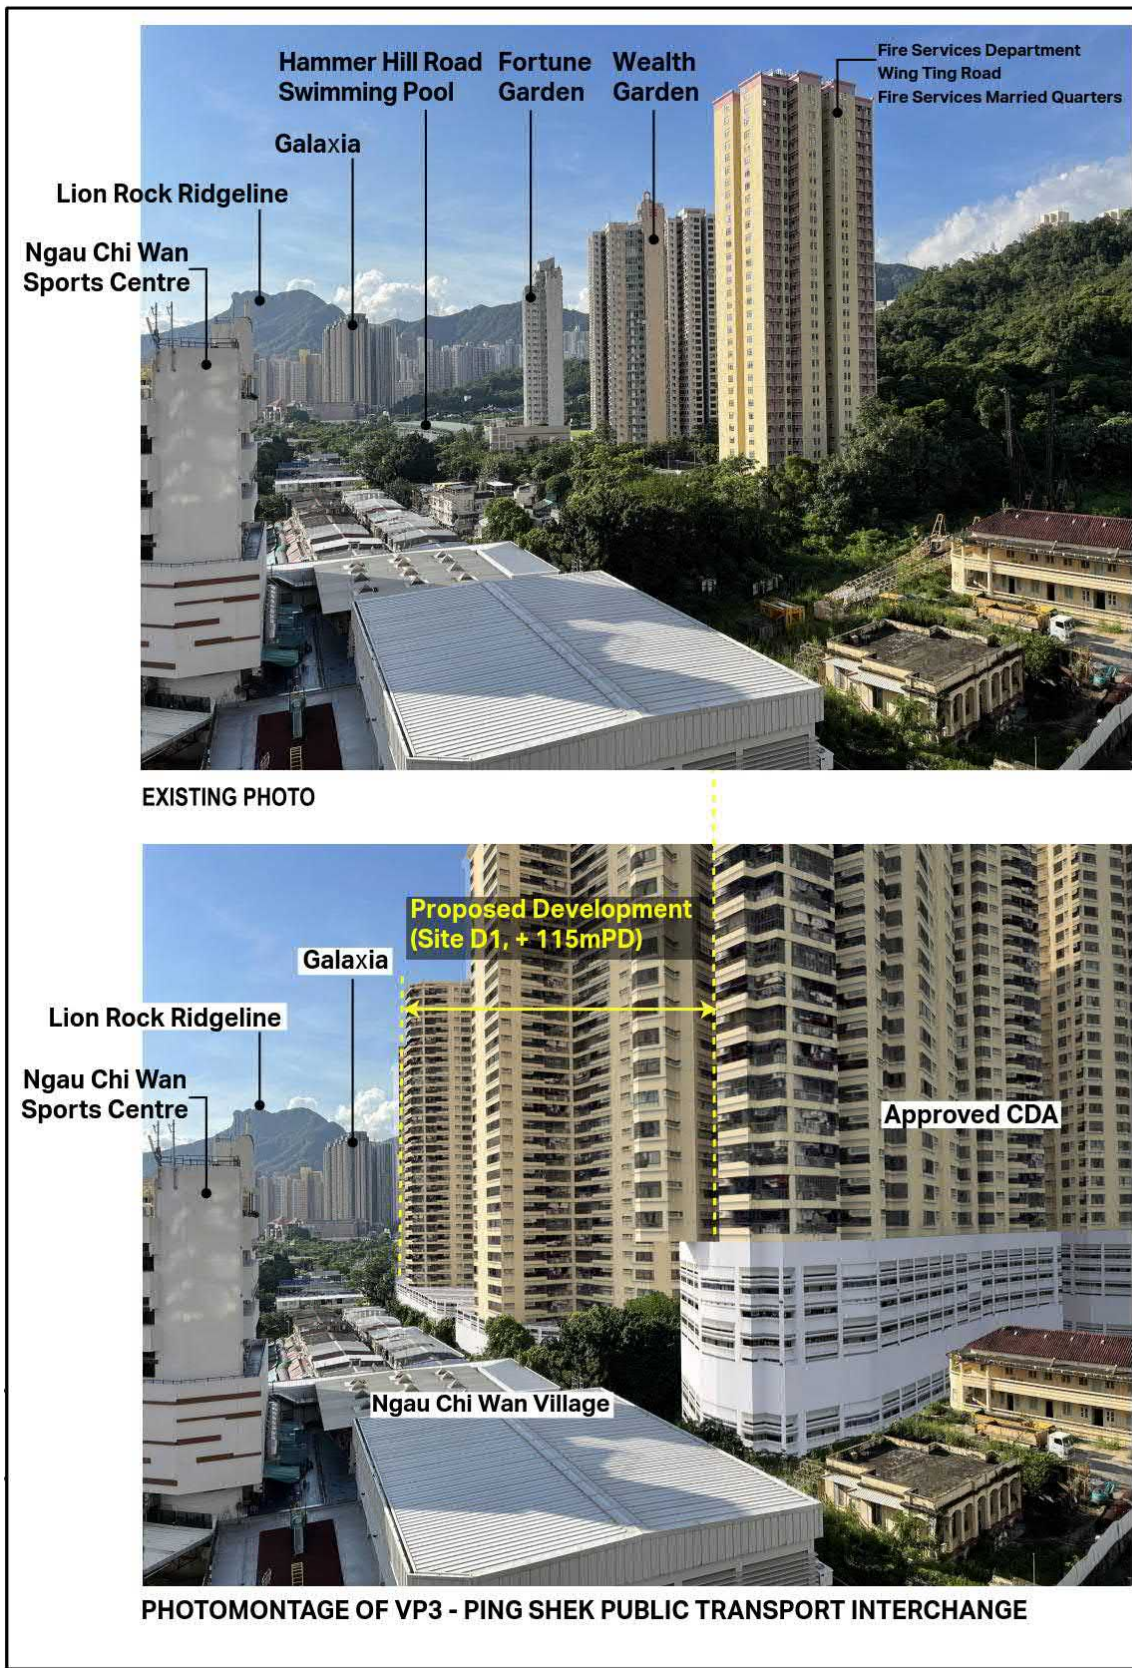 Hammer Hill Road
Swimming Pool
Fortune
Garden
Wealth
Garden
Fire Services Department
Wing Ting Road
Fire Services Married Quarters
Galaxia
Lion Rock Ridgeline
Ngau Chi Wan
Sports Centre
EXISTING PHOTO
Proposed Development
(Site D1, + 115mPD)
Galaxia
Lion Rock Ridgeline
Ngau Chi Wan
Sports Centre
Approved CDA
Ngau Chi Wan Village
PHOTOMONTAGE OF VP3 - PING SHEK PUBLIC TRANSPORT INTERCHANGE